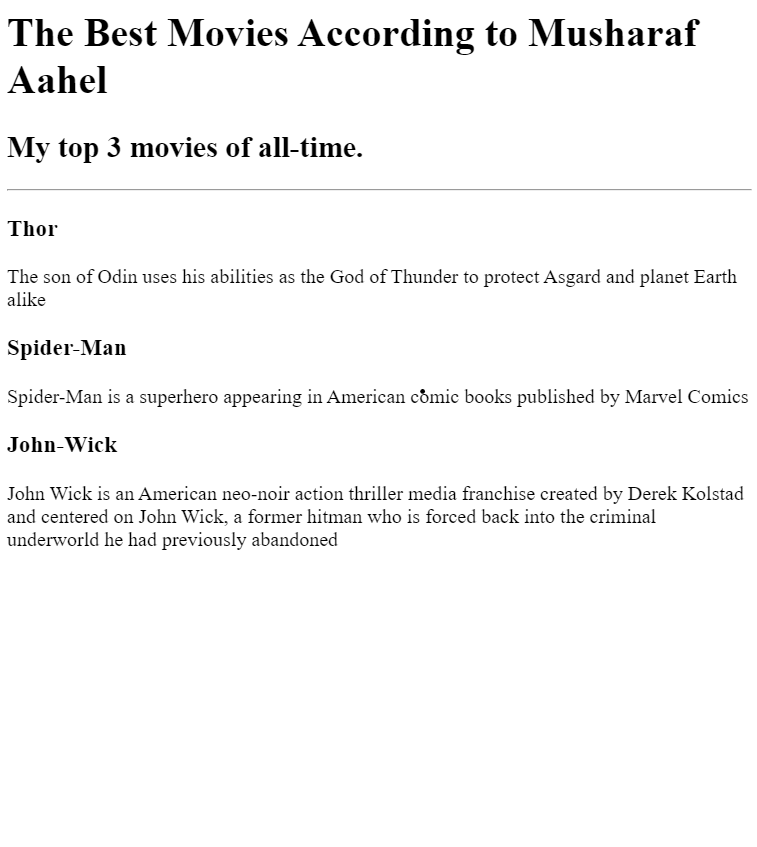 The Best Movies According to Musharaf
Aahel
My top 3 movies of all-time.
Thor
The son of Odin uses his abilities as the God of Thunder to protect Asgard and planet Earth
alike
Spider-Man
Spider-Man is a superhero appearing in American comic books published by Marvel Comics
John-Wick
John Wick is an American neo-noir action thriller media franchise created by Derek Kolstad
and centered on John Wick, a former hitman who is forced back into the criminal
underworld he had previously abandoned